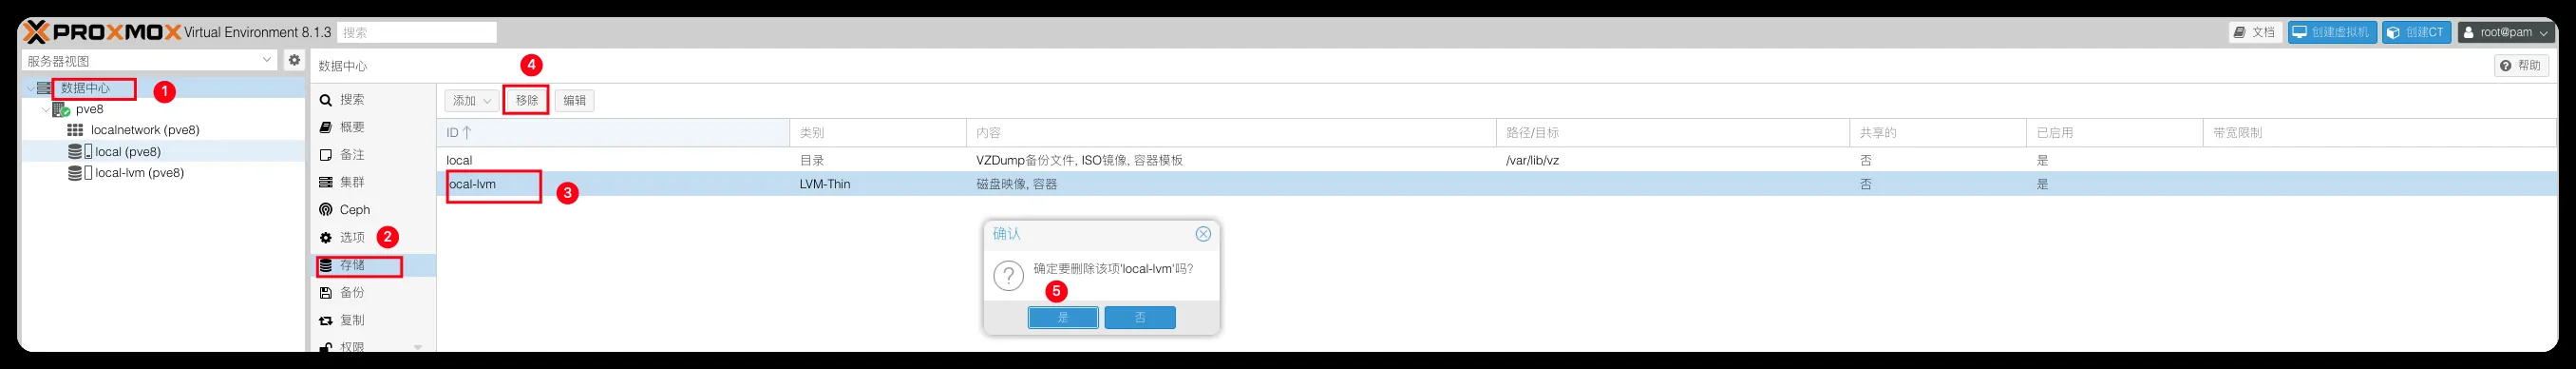 PROXMOX Virtual Environment 8.1.3 搜索 文档 创建虚拟机 创建CT root@pam
服务器视图
数据中心 1
pve8
localnetwork (pve8)
local (pve8)
local-lvm (pve8)
数据中心 帮助
4
搜索
概要
备注
集群
Ceph
选项 2
存储
备份
复制
权限
添加 移除 编辑
ID 类别 内容 路径/目标 共享的 已启用 带宽限制
local 目录 VZDump备份文件, ISO镜像, 容器模板 /var/lib/vz 否 是
local-lvm LVM-Thin 磁盘映像, 容器 否 是
3
确认
确定要删除该项'local-lvm'吗?
5
是 否